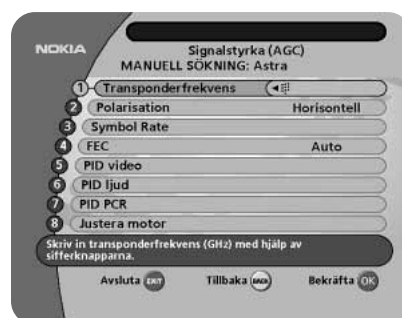 NOKIA
Signalstyrka (AGC)
MANUELL SÖKNING: Astra
1 Transponderfrekvens
2 Polarisation Horisontell
3 Symbol Rate
4 FEC Auto
5 PID video
6 PID ljud
7 PID PCR
8 Justera motor
Skriv in transponderfrekvens (GHz) med hjälp av
sifferknapparna.
Avsluta EXIT Tillbaka BACK Bekräfta OK